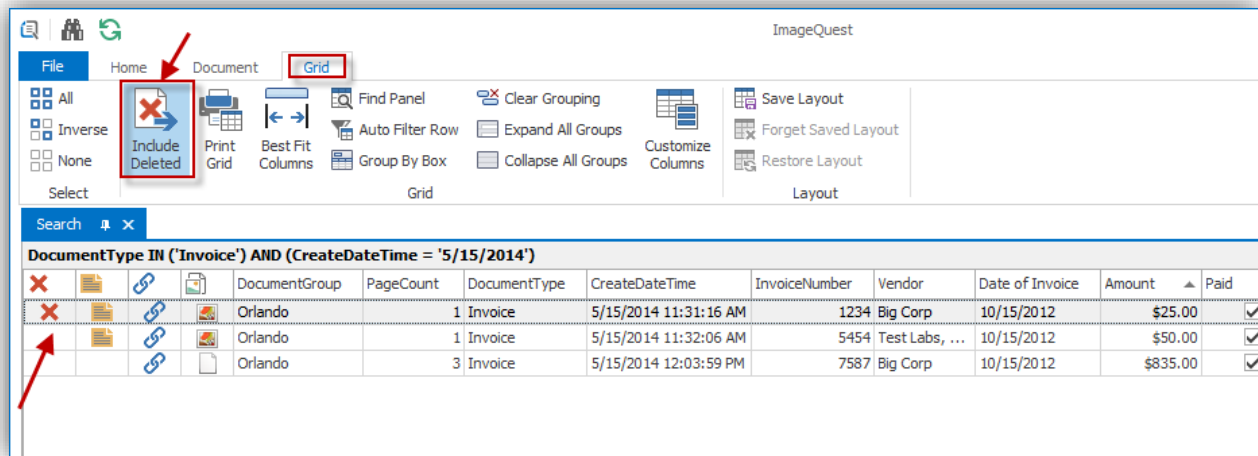 ImageQuest
File Home Document Grid
All Find Panel Clear Grouping Save Layout
Inverse Auto Filter Row Expand All Groups Forget Saved Layout
None Include Deleted Print Grid Best Fit Columns Group By Box Collapse All Groups Customize Columns Restore Layout
Select Grid Layout
Search
DocumentType IN ('Invoice') AND (CreateDateTime = '5/15/2014')
DocumentGroup PageCount DocumentType CreateDateTime InvoiceNumber Vendor Date of Invoice Amount Paid
Orlando 1 Invoice 5/15/2014 11:31:16 AM 1234 Big Corp 10/15/2012 $25.00
Orlando 1 Invoice 5/15/2014 11:32:06 AM 5454 Test Labs, ... 10/15/2012 $50.00
Orlando 3 Invoice 5/15/2014 12:03:59 PM 7587 Big Corp 10/15/2012 $835.00